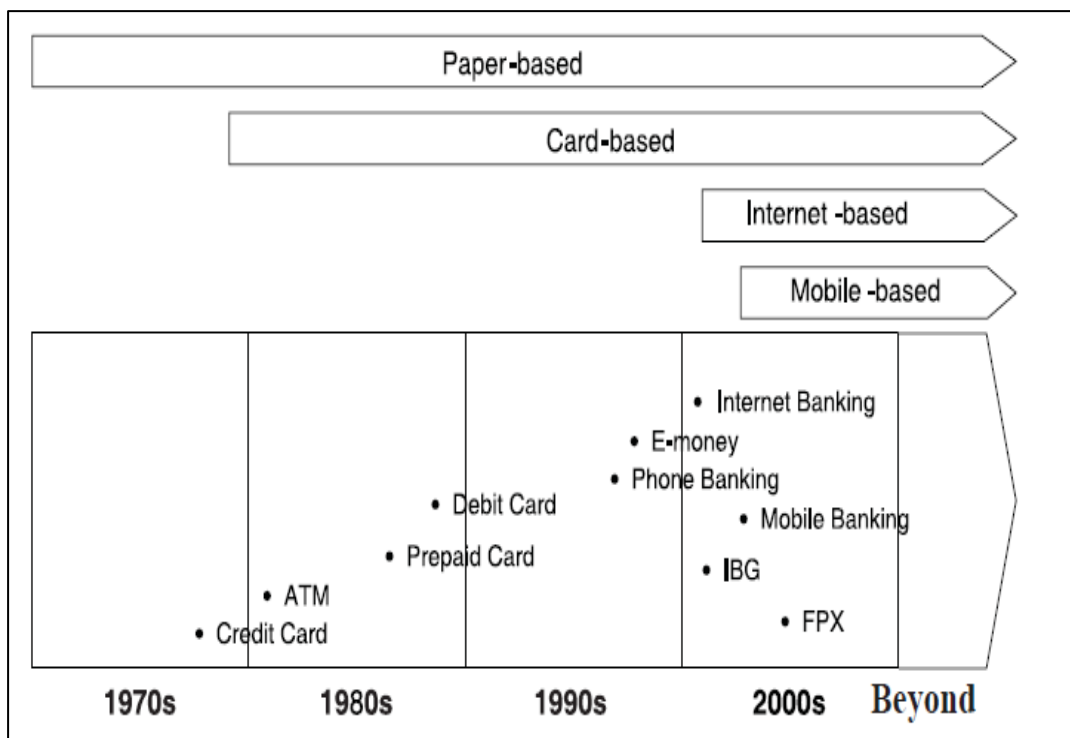 Paper-based
Card-based
Internet -based
Mobile -based
Internet Banking
E-money
Phone Banking
Debit Card
Mobile Banking
Prepaid Card
IBG
ATM
FPX
Credit Card
1970s 1980s 1990s 2000s Beyond